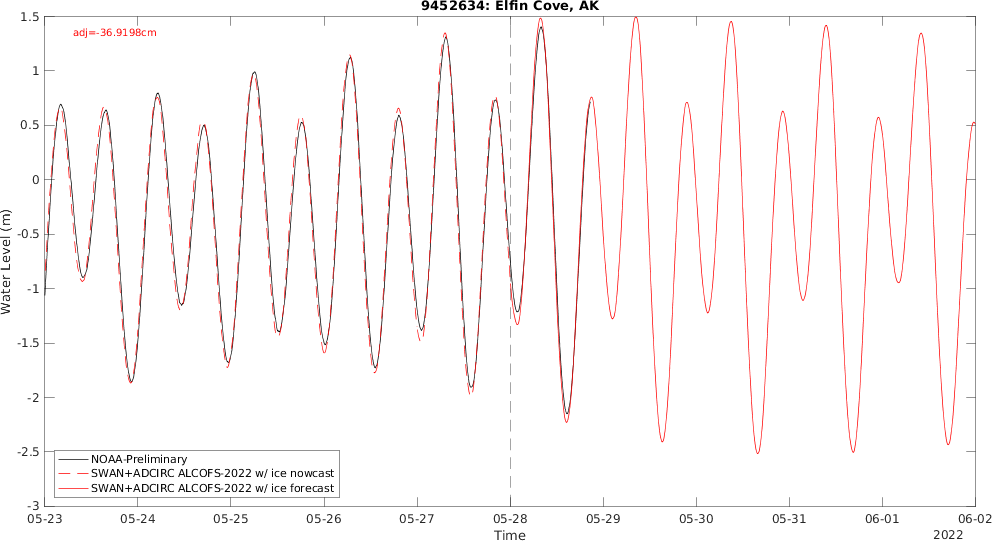 9452634: Elfin Cove, AK
adj=-36.9198cm
Water Level (m)
1.5
1
0.5
0
-0.5
-1
-1.5
-2
-2.5
-3
NOAA-Preliminary
SWAN+ADCIRC ALCOFS-2022 w/ ice nowcast
SWAN+ADCIRC ALCOFS-2022 w/ ice forecast
05-23 05-24 05-25 05-26 05-27 05-28 05-29 05-30 05-31 06-01 06-02
Time
2022